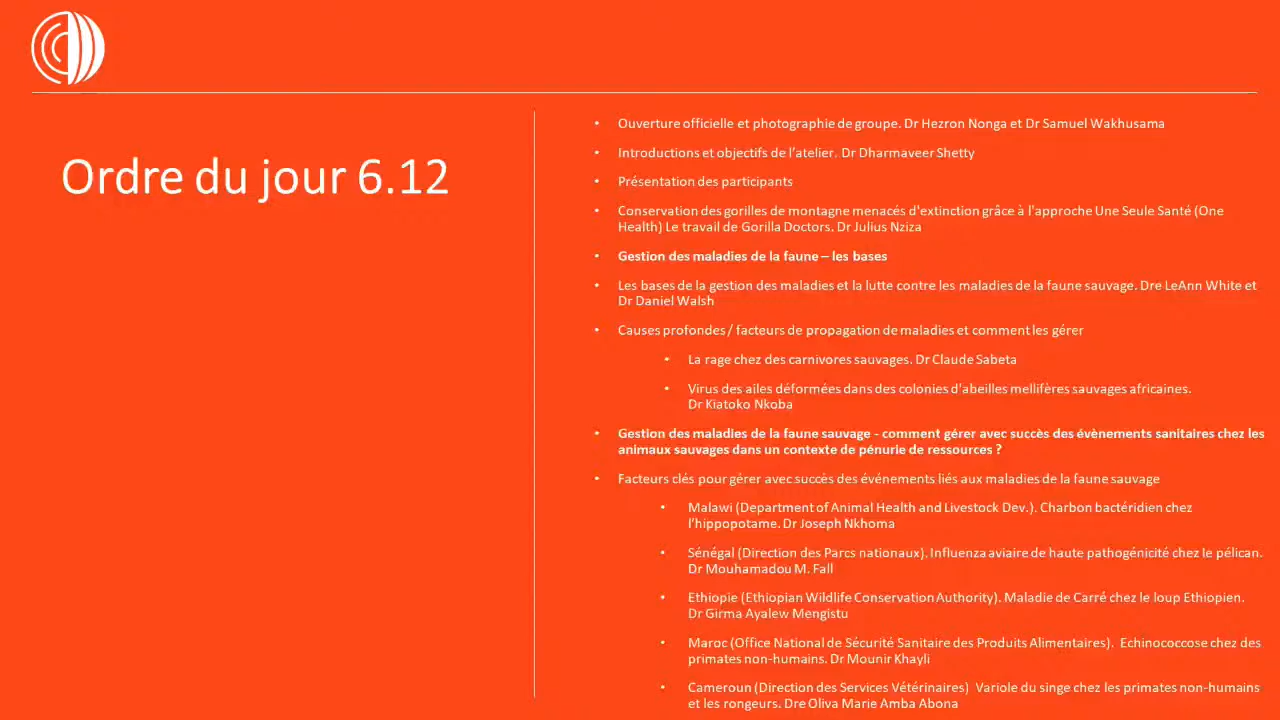 Ordre du jour 6.12
• Ouverture officielle et photographie de groupe. Dr Hezron Nonga et Dr Samuel Wakhusama
• Introductions et objectifs de l'atelier. Dr Dharmaveer Shetty
• Présentation des participants
• Conservation des gorilles de montagne menacés d'extinction grâce à l'approche Une Seule Santé (One
Health) Le travail de Gorilla Doctors. Dr Julius Nziza
• Gestion des maladies de la faune – les bases
• Les bases de la gestion des maladies et la lutte contre les maladies de la faune sauvage. Dre LeAnn White et
Dr Daniel Walsh
• Causes profondes / facteurs de propagation de maladies et comment les gérer
• La rage chez des carnivores sauvages. Dr Claude Sabeta
• Virus des ailes déformées dans des colonies d'abeilles mellifères sauvages africaines.
Dr Kiatoko Nkoba
• Gestion des maladies de la faune sauvage - comment gérer avec succès des évènements sanitaires chez les
animaux sauvages dans un contexte de pénurie de ressources ?
• Facteurs clés pour gérer avec succès des événements liés aux maladies de la faune sauvage
• Malawi (Department of Animal Health and Livestock Dev.). Charbon bactéridien chez
l'hippopotame. Dr Joseph Nkhoma
• Sénégal (Direction des Parcs nationaux). Influenza aviaire de haute pathogénicité chez le pélican.
Dr Mouhamadou M. Fall
• Ethiopie (Ethiopian Wildlife Conservation Authority). Maladie de Carré chez le loup Ethiopien.
Dr Girma Ayalew Mengistu
• Maroc (Office National de Sécurité Sanitaire des Produits Alimentaires). Echinococcose chez des
primates non-humains. Dr Mounir Khayli
• Cameroun (Direction des Services Vétérinaires) Variole du singe chez les primates non-humains
et les rongeurs. Dre Oliva Marie Amba Abona